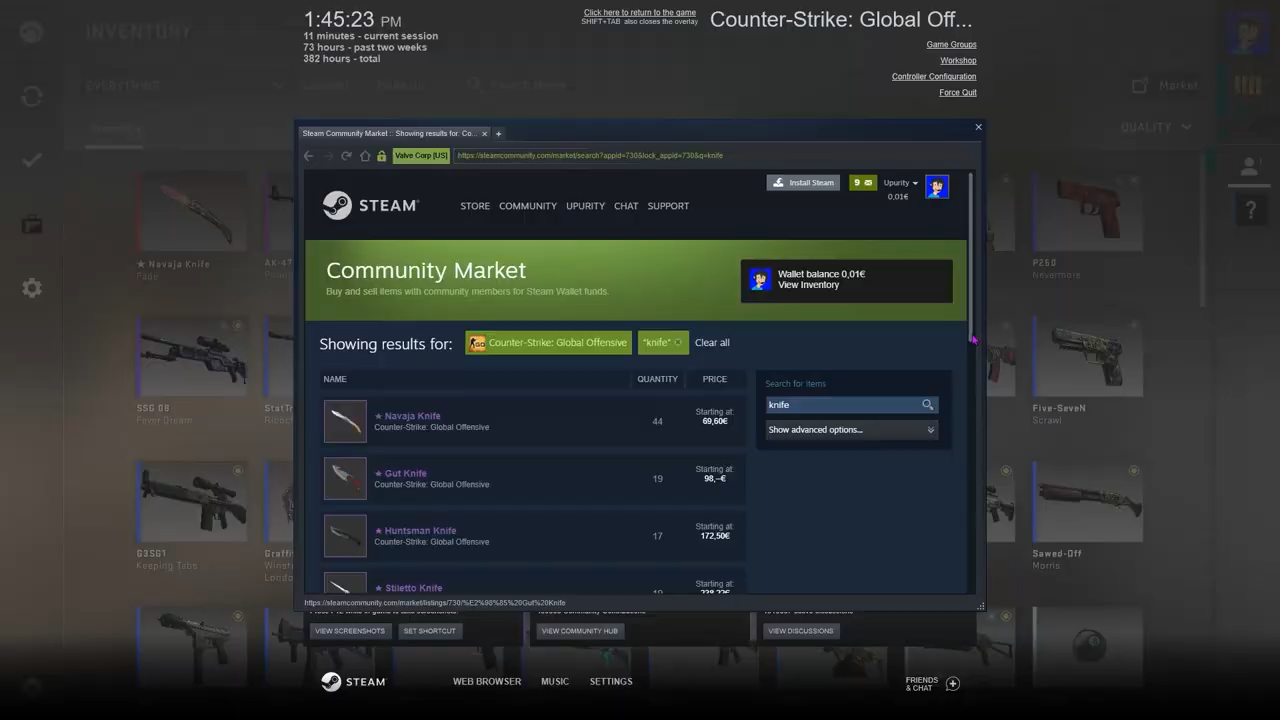 1:45:23 PM
11 minutes - current session
73 hours - past two weeks
382 hours - total
Click here to return to the game
SHIFT+TAB also closes the overlay
Counter-Strike: Global Off...
Game Groups
Workshop
Controller Configuration
Force Quit
INVENTORY
EVERYTHING
Market
QUALITY
Steam Community Market :: Showing results for: Co...
Valve Corp [US]
https://steamcommunity.com/market/search?appid=730&lock_appid=730&q=knife
Install Steam
9
Upurity
0,01€
STEAM
STORE
COMMUNITY
UPURITY
CHAT
SUPPORT
Community Market
Buy and sell items with community members for Steam Wallet funds.
Wallet balance 0,01€
View Inventory
Showing results for:
Counter-Strike: Global Offensive
"knife"
Clear all
NAME
QUANTITY
PRICE
★ Navaja Knife
Counter-Strike: Global Offensive
44
Starting at:
69,60€
★ Gut Knife
Counter-Strike: Global Offensive
19
Starting at:
98,--€
★ Huntsman Knife
Counter-Strike: Global Offensive
17
Starting at:
172,50€
★ Stiletto Knife
Starting at:
Search for items
knife
Show advanced options...
https://steamcommunity.com/market/listings/730/%E2%98%85%20Gut%20Knife
★ Navaja Knife
Fade
AK-47
P250
Nevermore
SSG 08
Fever Dream
StatTr
Five-SeveN
Scrawl
G3SG1
Keeping Tabs
Graffit
Sawed-Off
Morris
VIEW SCREENSHOTS
SET SHORTCUT
VIEW COMMUNITY HUB
VIEW DISCUSSIONS
STEAM
WEB BROWSER
MUSIC
SETTINGS
FRIENDS
& CHAT